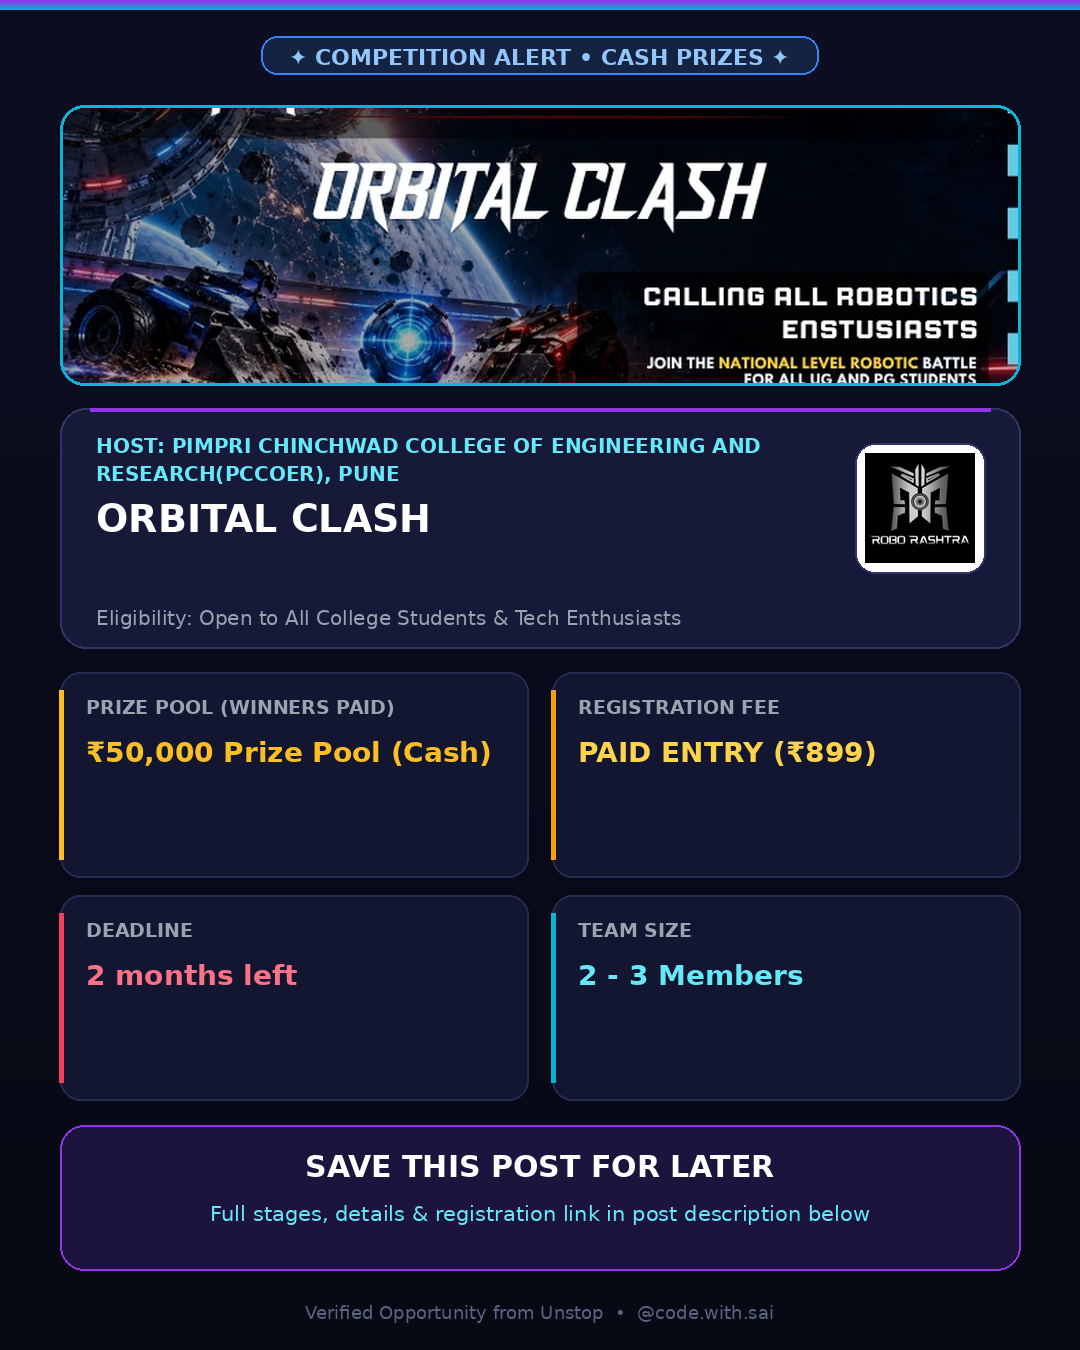 ✦ COMPETITION ALERT • CASH PRIZES ✦
ORBITAL CLASH
CALLING ALL ROBOTICS
ENSTUSIASTS
JOIN THE NATIONAL LEVEL ROBOTIC BATTLE
FOR ALL UG AND PG STUDENTS
HOST: PIMPRI CHINCHWAD COLLEGE OF ENGINEERING AND
RESEARCH(PCCOER), PUNE
ORBITAL CLASH
ROBO RASHTRA
Eligibility: Open to All College Students & Tech Enthusiasts
PRIZE POOL (WINNERS PAID)
₹50,000 Prize Pool (Cash)
REGISTRATION FEE
PAID ENTRY (₹899)
DEADLINE
2 months left
TEAM SIZE
2 - 3 Members
SAVE THIS POST FOR LATER
Full stages, details & registration link in post description below
Verified Opportunity from Unstop • @code.with.sai